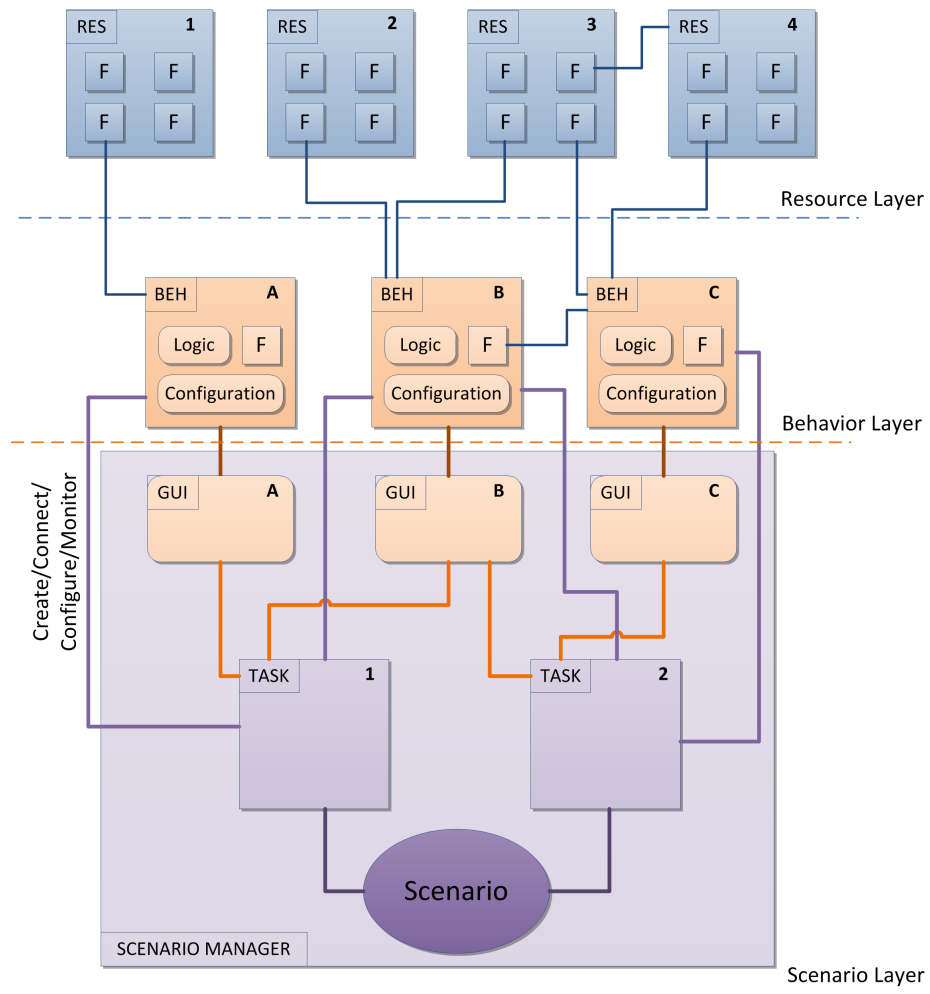 RES 1
F F
F F
RES 2
F F
F F
RES 3
F F
F F
RES 4
F F
F F
Resource Layer
BEH A
Logic F
Configuration
BEH B
Logic F
Configuration
BEH C
Logic F
Configuration
Behavior Layer
Create/Connect/
Configure/Monitor
GUI A
GUI B
GUI C
TASK 1
TASK 2
Scenario
SCENARIO MANAGER
Scenario Layer